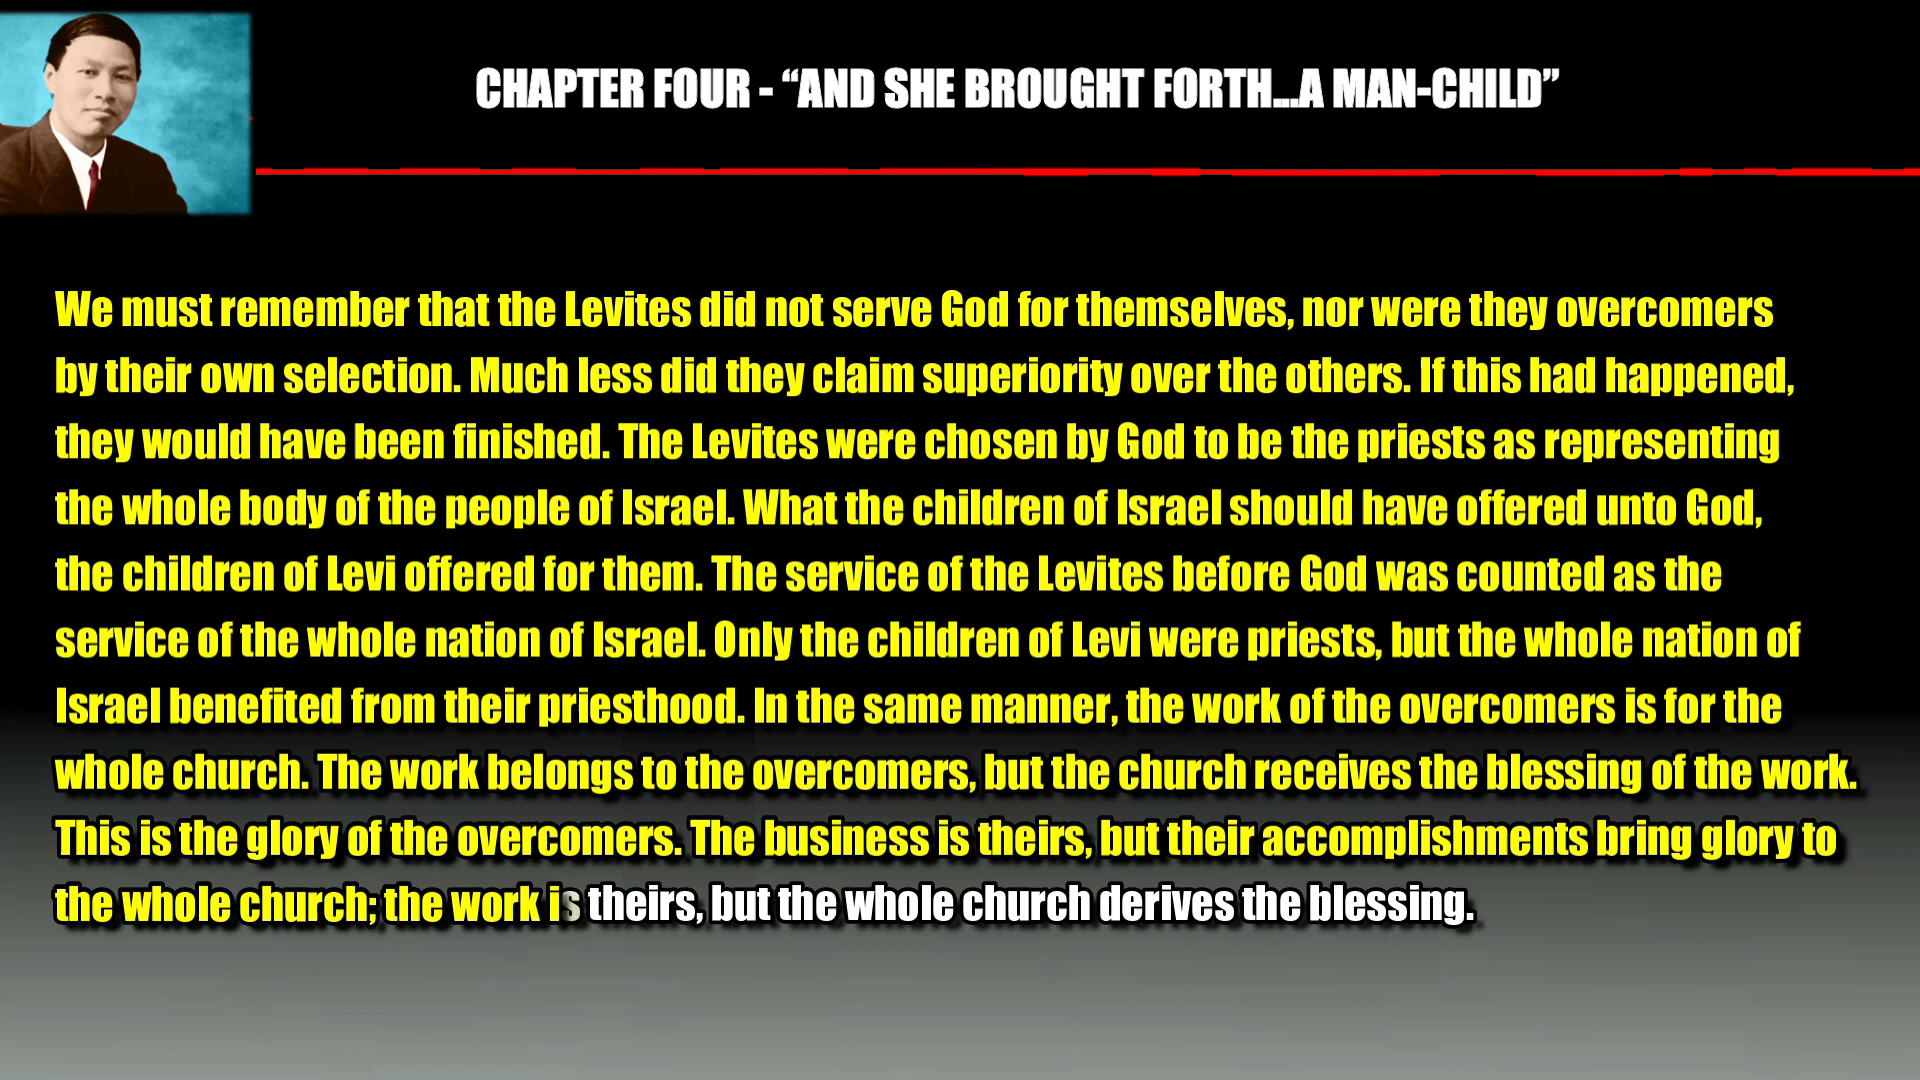 CHAPTER FOUR - “AND SHE BROUGHT FORTH...A MAN-CHILD”
We must remember that the Levites did not serve God for themselves, nor were they overcomers
by their own selection. Much less did they claim superiority over the others. If this had happened,
they would have been finished. The Levites were chosen by God to be the priests as representing
the whole body of the people of Israel. What the children of Israel should have offered unto God,
the children of Levi offered for them. The service of the Levites before God was counted as the
service of the whole nation of Israel. Only the children of Levi were priests, but the whole nation of
Israel benefited from their priesthood. In the same manner, the work of the overcomers is for the
whole church. The work belongs to the overcomers, but the church receives the blessing of the work.
This is the glory of the overcomers. The business is theirs, but their accomplishments bring glory to
the whole church; the work is theirs, but the whole church derives the blessing.